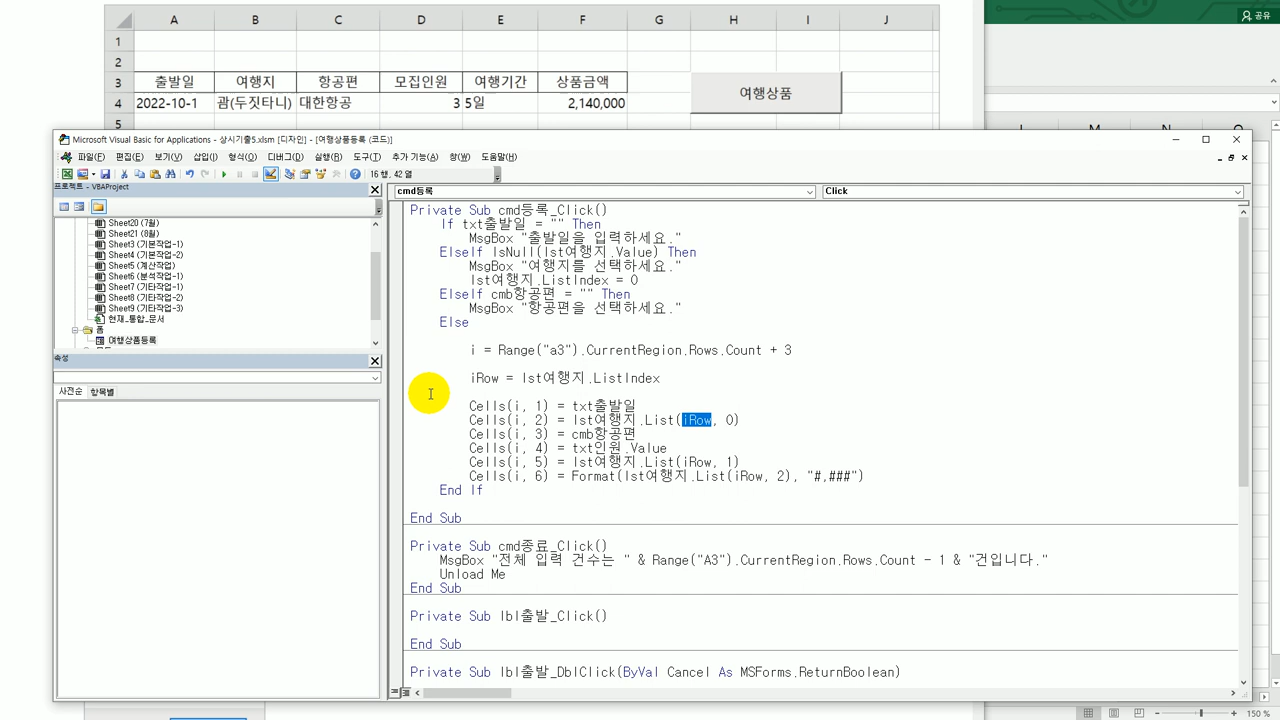 공유
A B C D E F G H I J
1
2
3 출발일 여행지 항공편 모집인원 여행기간 상품금액
여행상품
4 2022-10-1 괌(두짓타니) 대한항공 3 5일 2,140,000
5
Microsoft Visual Basic for Applications - 상시기출5.xlsm [디자인] - [여행상품등록 (코드)]
파일(F) 편집(E) 보기(V) 삽입(I) 형식(O) 디버그(D) 실행(R) 도구(T) 추가 기능(A) 창(W) 도움말(H)
16 행, 42 열
프로젝트 - VBAProject
cmd등록 Click
Sheet20 (7월)
Sheet21 (8월)
Sheet3 (기본작업-1)
Sheet4 (기본작업-2)
Sheet5 (계산작업)
Sheet6 (분석작업-1)
Sheet7 (기타작업-1)
Sheet8 (기타작업-2)
Sheet9 (기타작업-3)
현재_통합_문서
폼
여행상품등록
속성
사전순 항목별
Private Sub cmd등록_Click()
If txt출발일 = "" Then
MsgBox "출발일을 입력하세요."
ElseIf IsNull(lst여행지.Value) Then
MsgBox "여행지를 선택하세요."
lst여행지.ListIndex = 0
ElseIf cmb항공편 = "" Then
MsgBox "항공편을 선택하세요."
Else
i = Range("a3").CurrentRegion.Rows.Count + 3
iRow = lst여행지.ListIndex
Cells(i, 1) = txt출발일
Cells(i, 2) = lst여행지.List(iRow, 0)
Cells(i, 3) = cmb항공편
Cells(i, 4) = txt인원.Value
Cells(i, 5) = lst여행지.List(iRow, 1)
Cells(i, 6) = Format(lst여행지.List(iRow, 2), "#,###")
End If
End Sub
Private Sub cmd종료_Click()
MsgBox "전체 입력 건수는 " & Range("A3").CurrentRegion.Rows.Count - 1 & "건입니다."
Unload Me
End Sub
Private Sub lbl출발_Click()
End Sub
Private Sub lbl출발_DblClick(ByVal Cancel As MSForms.ReturnBoolean)
150 %